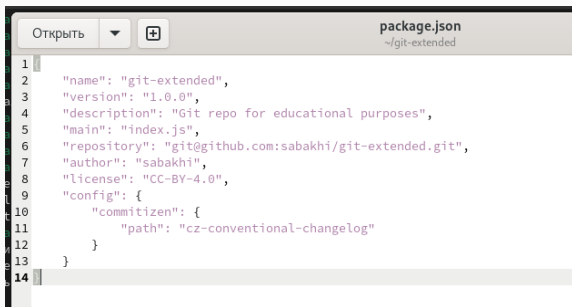 Открыть
package.json
~/git-extended
1 {
2     "name": "git-extended",
3     "version": "1.0.0",
4     "description": "Git repo for educational purposes",
5     "main": "index.js",
6     "repository": "git@github.com:sabakhi/git-extended.git",
7     "author": "sabakhi",
8     "license": "CC-BY-4.0",
9     "config": {
10         "commitizen": {
11             "path": "cz-conventional-changelog"
12         }
13     }
14 }